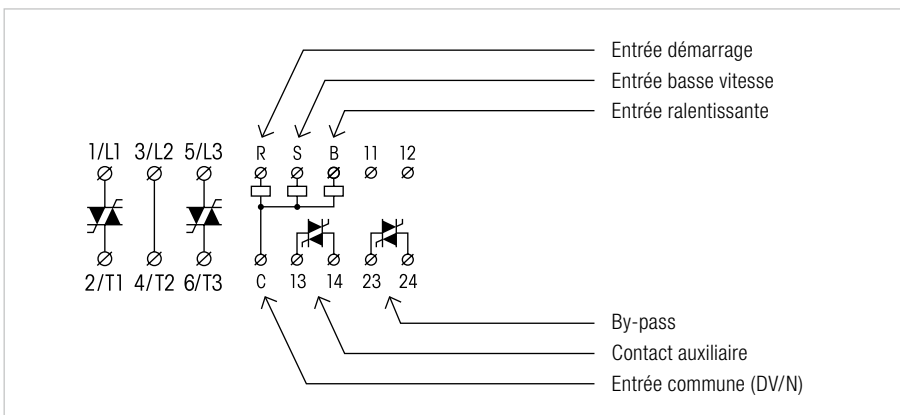 Entrée démarrage
Entrée basse vitesse
Entrée ralentissante
1/L1 3/L2 5/L3 R S B 11 12
2/T1 4/T2 6/T3 C 13 14 23 24
By-pass
Contact auxiliaire
Entrée commune (DV/N)